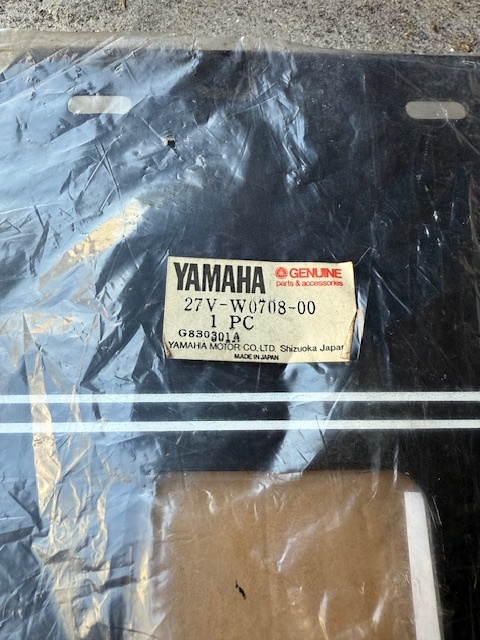 YAMAHA GENUINE
parts & accessories
27V-W0708-00
1 PC
G830301A
YAMAHA MOTOR CO., LTD. Shizuoka Japan
MADE IN JAPAN